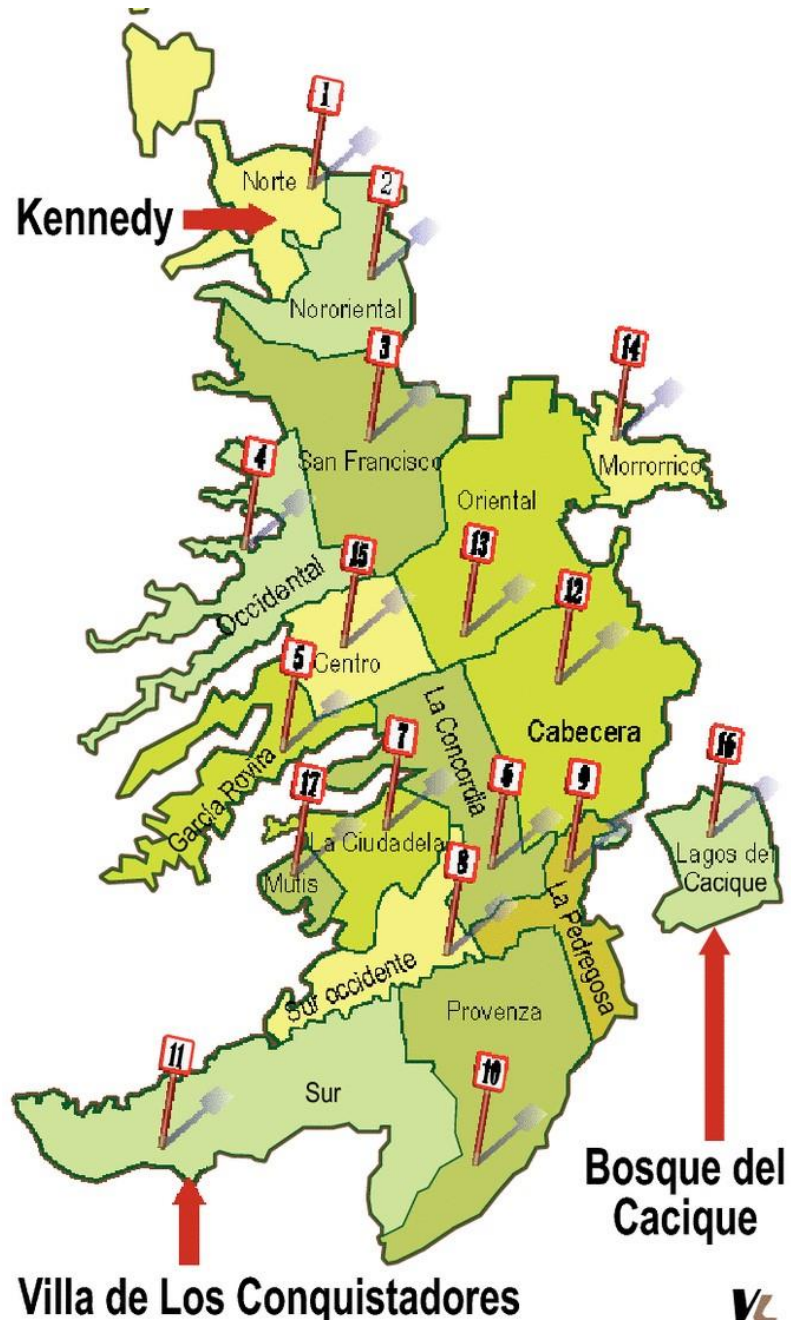 1
Norte
2
Kennedy
Nororiental
3
14
San Francisco
Morrorrico
4
Oriental
15
13
12
Occidental
Centro
5
La Concordia
Cabecera
7
6
9
16
García Rovira
17
La Ciudadela
8
Lagos del
Cacique
Mutis
La Pedregosa
Sur occidente
Provenza
11
10
Sur
Bosque del
Cacique
Villa de Los Conquistadores
VL